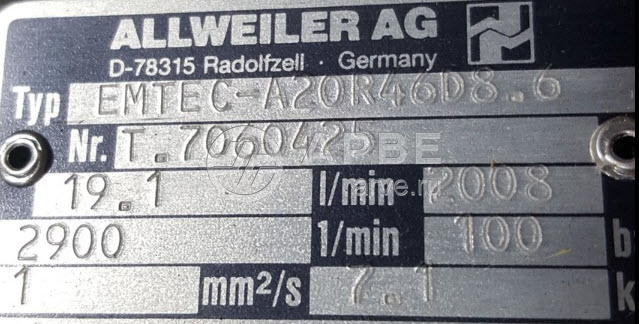 ALLWEILER AG
D-78315 Radolfzell · Germany
Typ EMTEC-A20R46D8.6
Nr. T.7060425
19.1 l/min 2008
2900 1/min 100 b
1 mm2/s 7.1 k